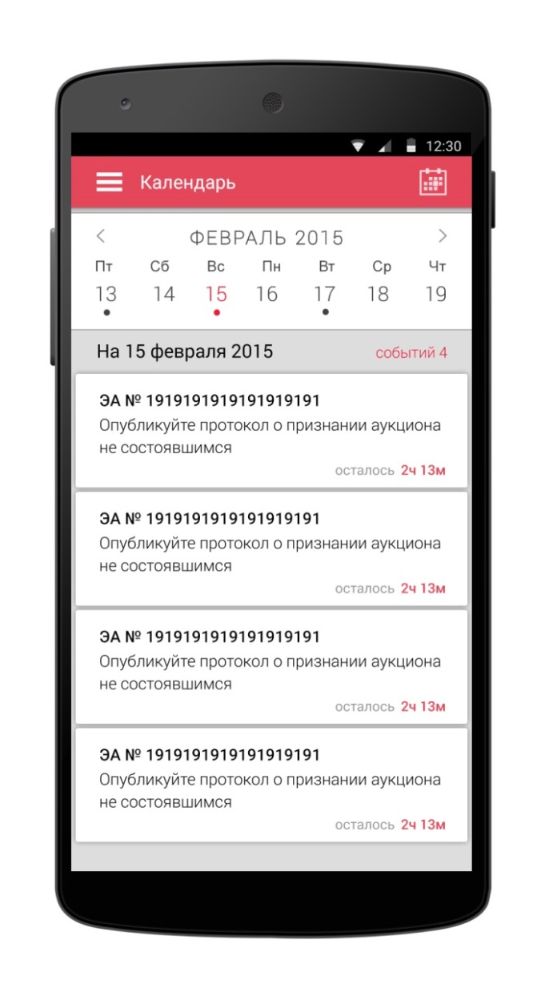 12:30
Календарь
ФЕВРАЛЬ 2015
Пт Сб Вс Пн Вт Ср Чт
13 14 15 16 17 18 19
На 15 февраля 2015 событий 4
ЭА № 1919191919191919191
Опубликуйте протокол о признании аукциона
не состоявшимся
осталось 2ч 13м
ЭА № 1919191919191919191
Опубликуйте протокол о признании аукциона
не состоявшимся
осталось 2ч 13м
ЭА № 1919191919191919191
Опубликуйте протокол о признании аукциона
не состоявшимся
осталось 2ч 13м
ЭА № 1919191919191919191
Опубликуйте протокол о признании аукциона
не состоявшимся
осталось 2ч 13м